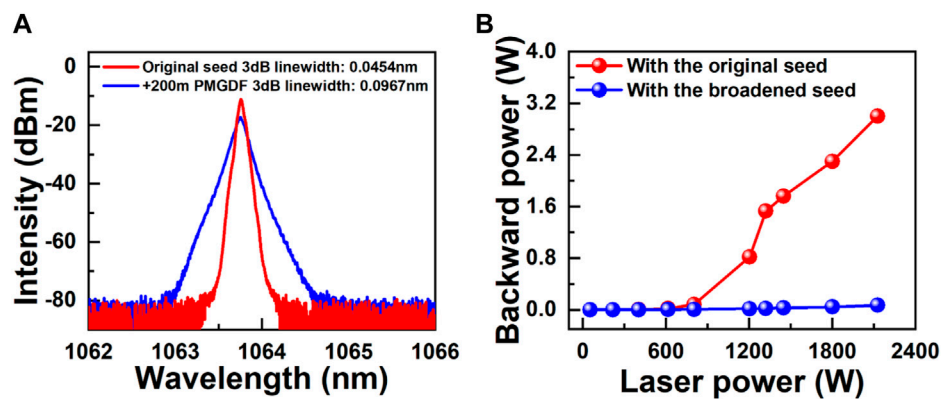 A
Intensity (dBm)
0
-20
-40
-60
-80
Original seed 3dB linewidth: 0.0454nm
+200m PMGDF 3dB linewidth: 0.0967nm
1062 1063 1064 1065 1066
Wavelength (nm)
B
Backward power (W)
4.0
3.2
2.4
1.6
0.8
0.0
With the original seed
With the broadened seed
0 600 1200 1800 2400
Laser power (W)